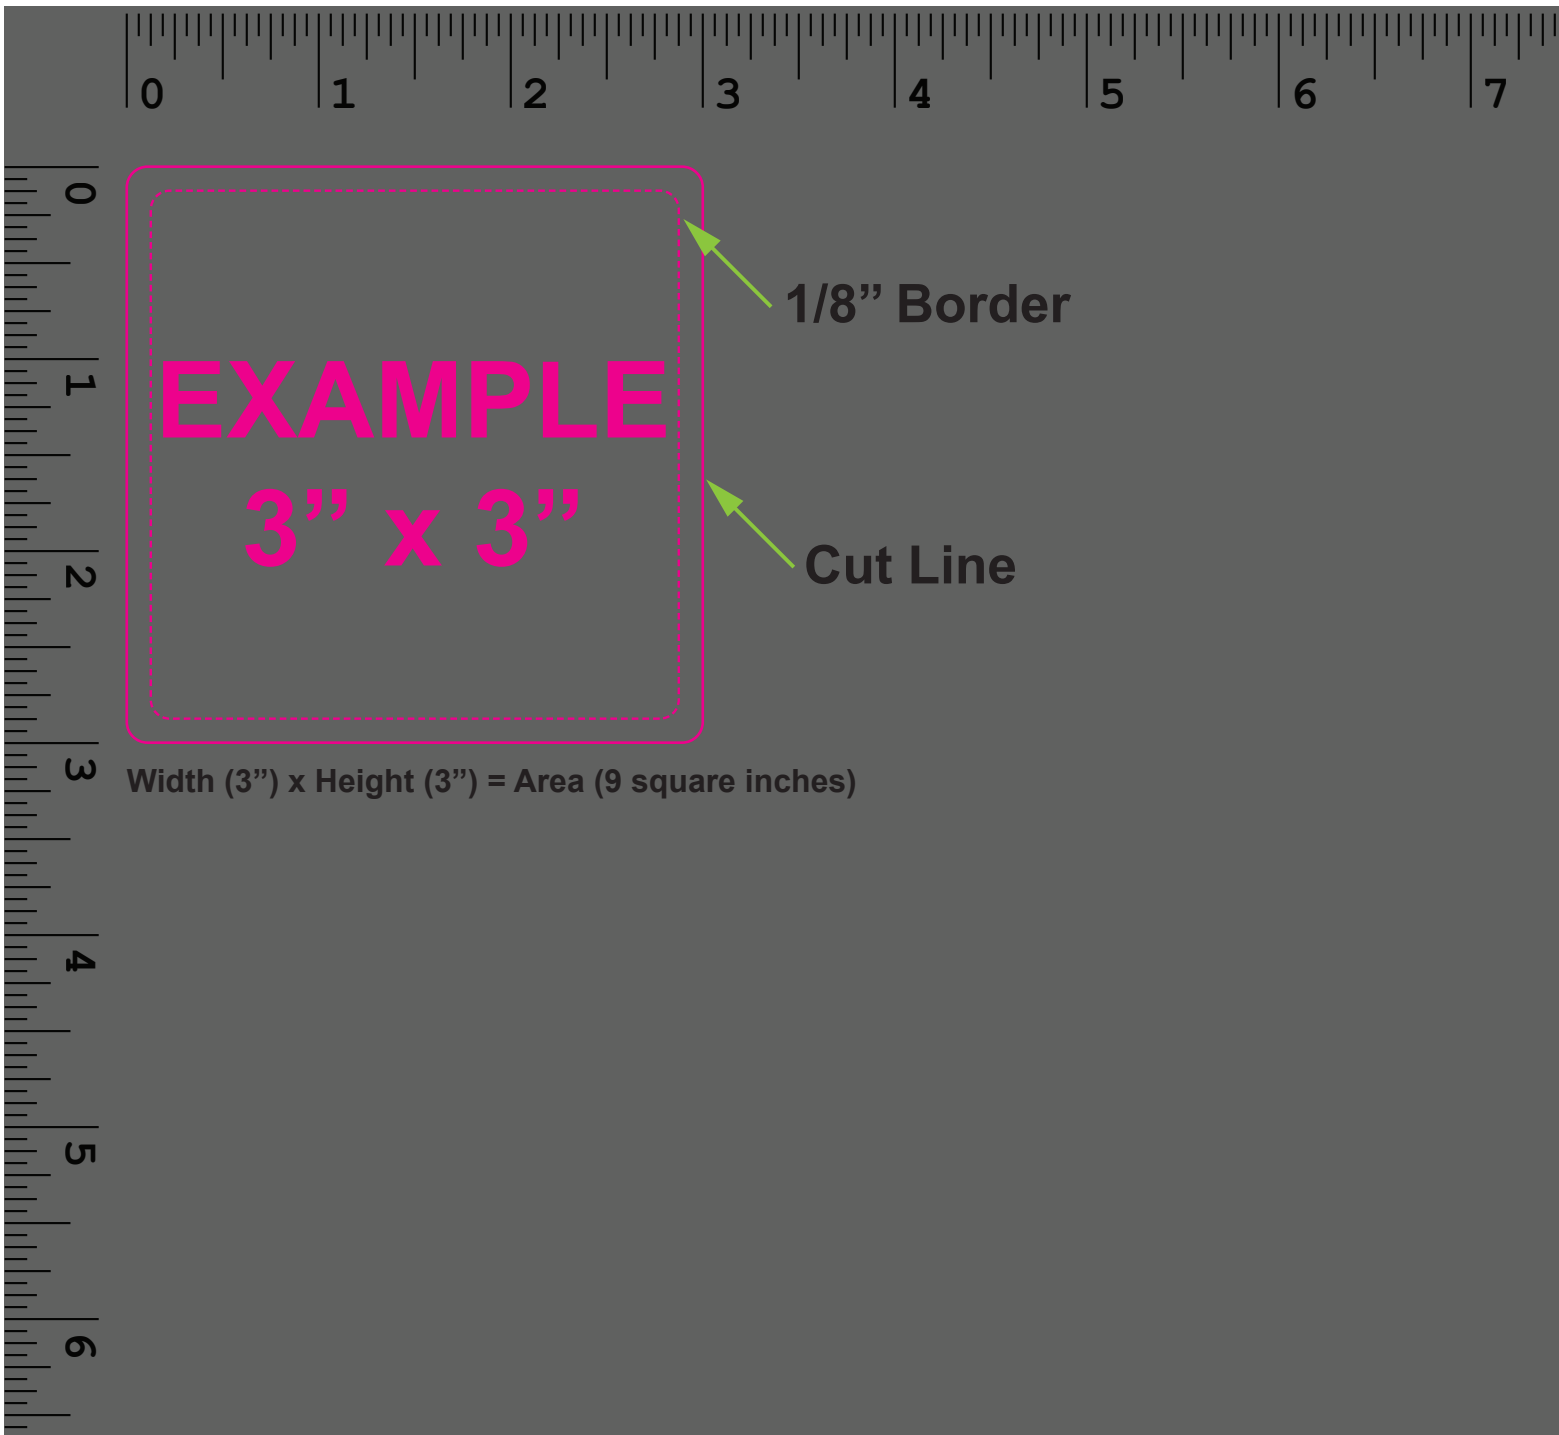 0 1 2 3 4 5 6 7
0
1
2
3
4
5
6
EXAMPLE
3” x 3”
1/8” Border
Cut Line
Width (3”) x Height (3”) = Area (9 square inches)